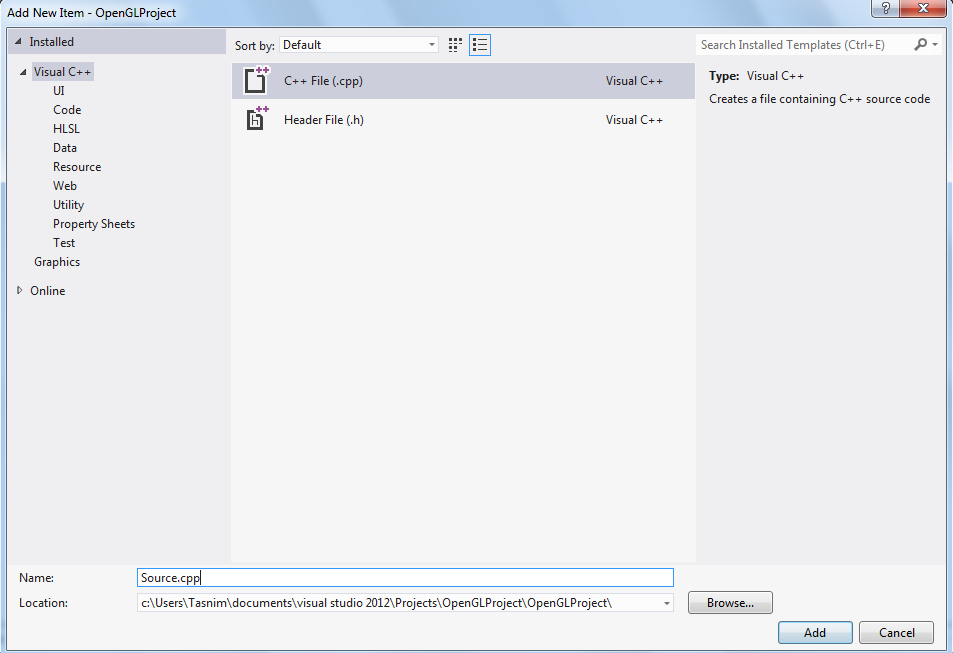 Add New Item - OpenGLProject
?
Installed
Visual C++
UI
Code
HLSL
Data
Resource
Web
Utility
Property Sheets
Test
Graphics
Online
Sort by: Default
C++ File (.cpp) Visual C++
Header File (.h) Visual C++
Search Installed Templates (Ctrl+E)
Type: Visual C++
Creates a file containing C++ source code
Name: Source.cpp
Location: c:\Users\Tasnim\documents\visual studio 2012\Projects\OpenGLProject\OpenGLProject\
Browse...
Add Cancel